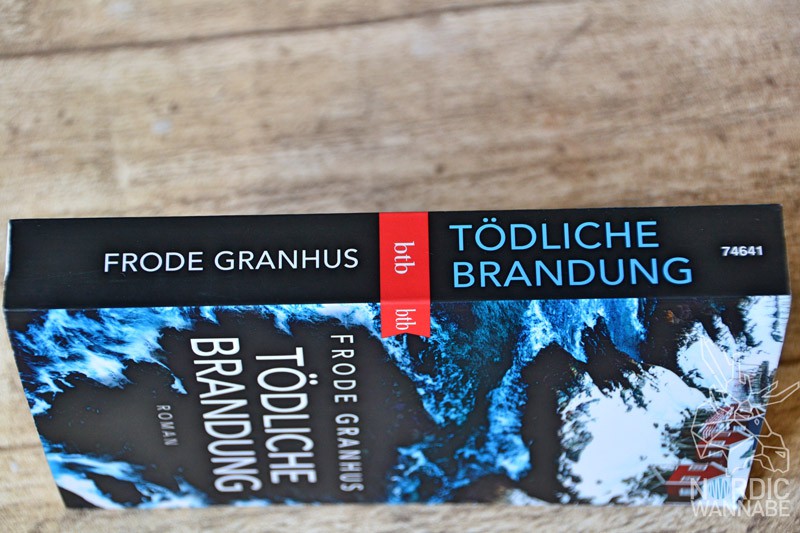 FRODE GRANHUS
btb
TÖDLICHE
BRANDUNG
74641
btb
FRODE GRANHUS
TÖDLICHE
BRANDUNG
ROMAN
NORDIC
WANNABE